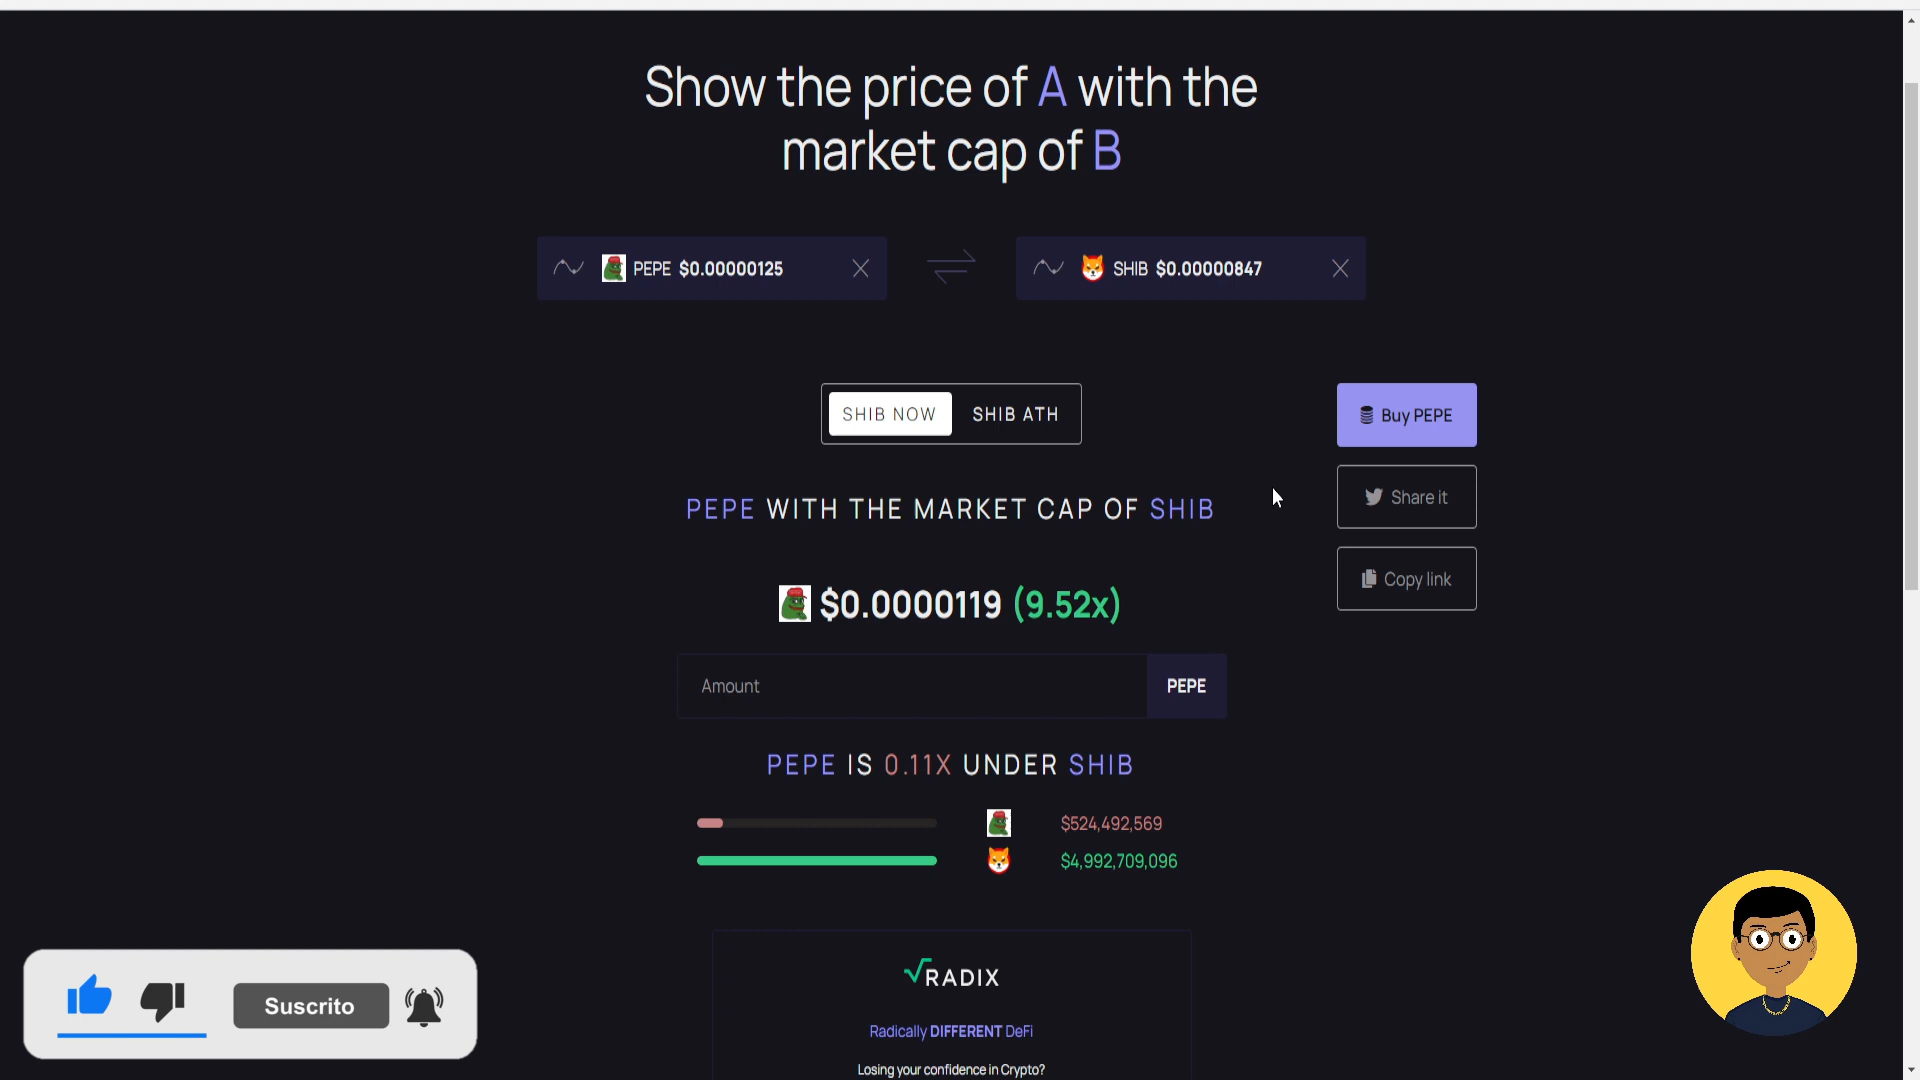 Show the price of A with the
market cap of B
PEPE $0.00000125
SHIB $0.00000847
SHIB NOW
SHIB ATH
Buy PEPE
Share it
Copy link
PEPE WITH THE MARKET CAP OF SHIB
$0.0000119 (9.52x)
Amount
PEPE
PEPE IS 0.11X UNDER SHIB
$524,492,569
$4,992,709,096
RADIX
Radically DIFFERENT DeFi
Losing your confidence in Crypto?
Suscrito